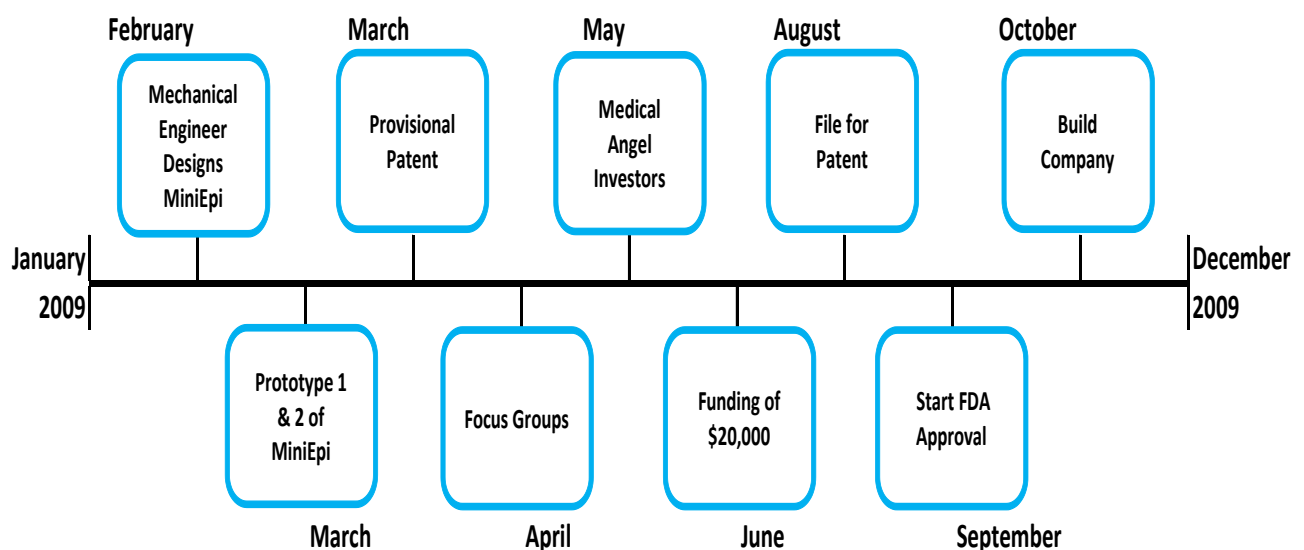 February
Mechanical
Engineer
Designs
MiniEpi
March
Provisional
Patent
May
Medical
Angel
Investors
August
File for
Patent
October
Build
Company
January
2009
December
2009
Prototype 1
& 2 of
MiniEpi
March
Focus Groups
April
Funding of
$20,000
June
Start FDA
Approval
September